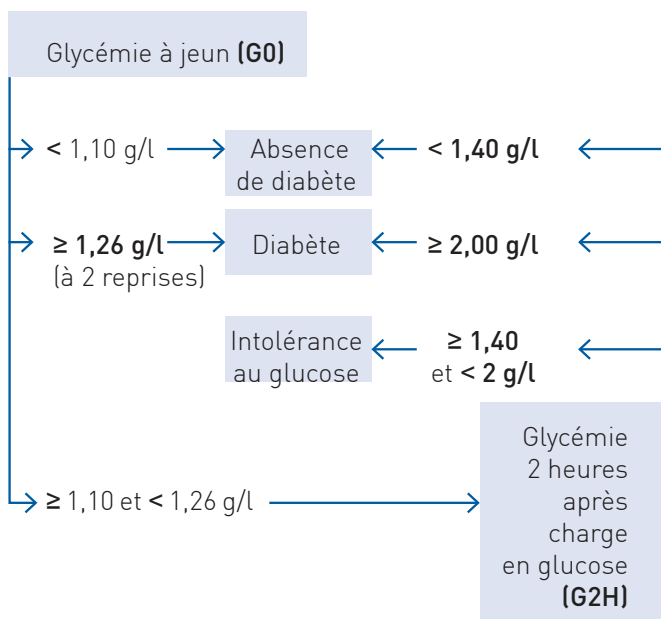 Glycémie à jeun (G0)
< 1,10 g/l
Absence
de diabète
< 1,40 g/l
≥ 1,26 g/l
(à 2 reprises)
Diabète
≥ 2,00 g/l
Intolérance
au glucose
≥ 1,40
et < 2 g/l
≥ 1,10 et < 1,26 g/l
Glycémie
2 heures
après
charge
en glucose
(G2H)